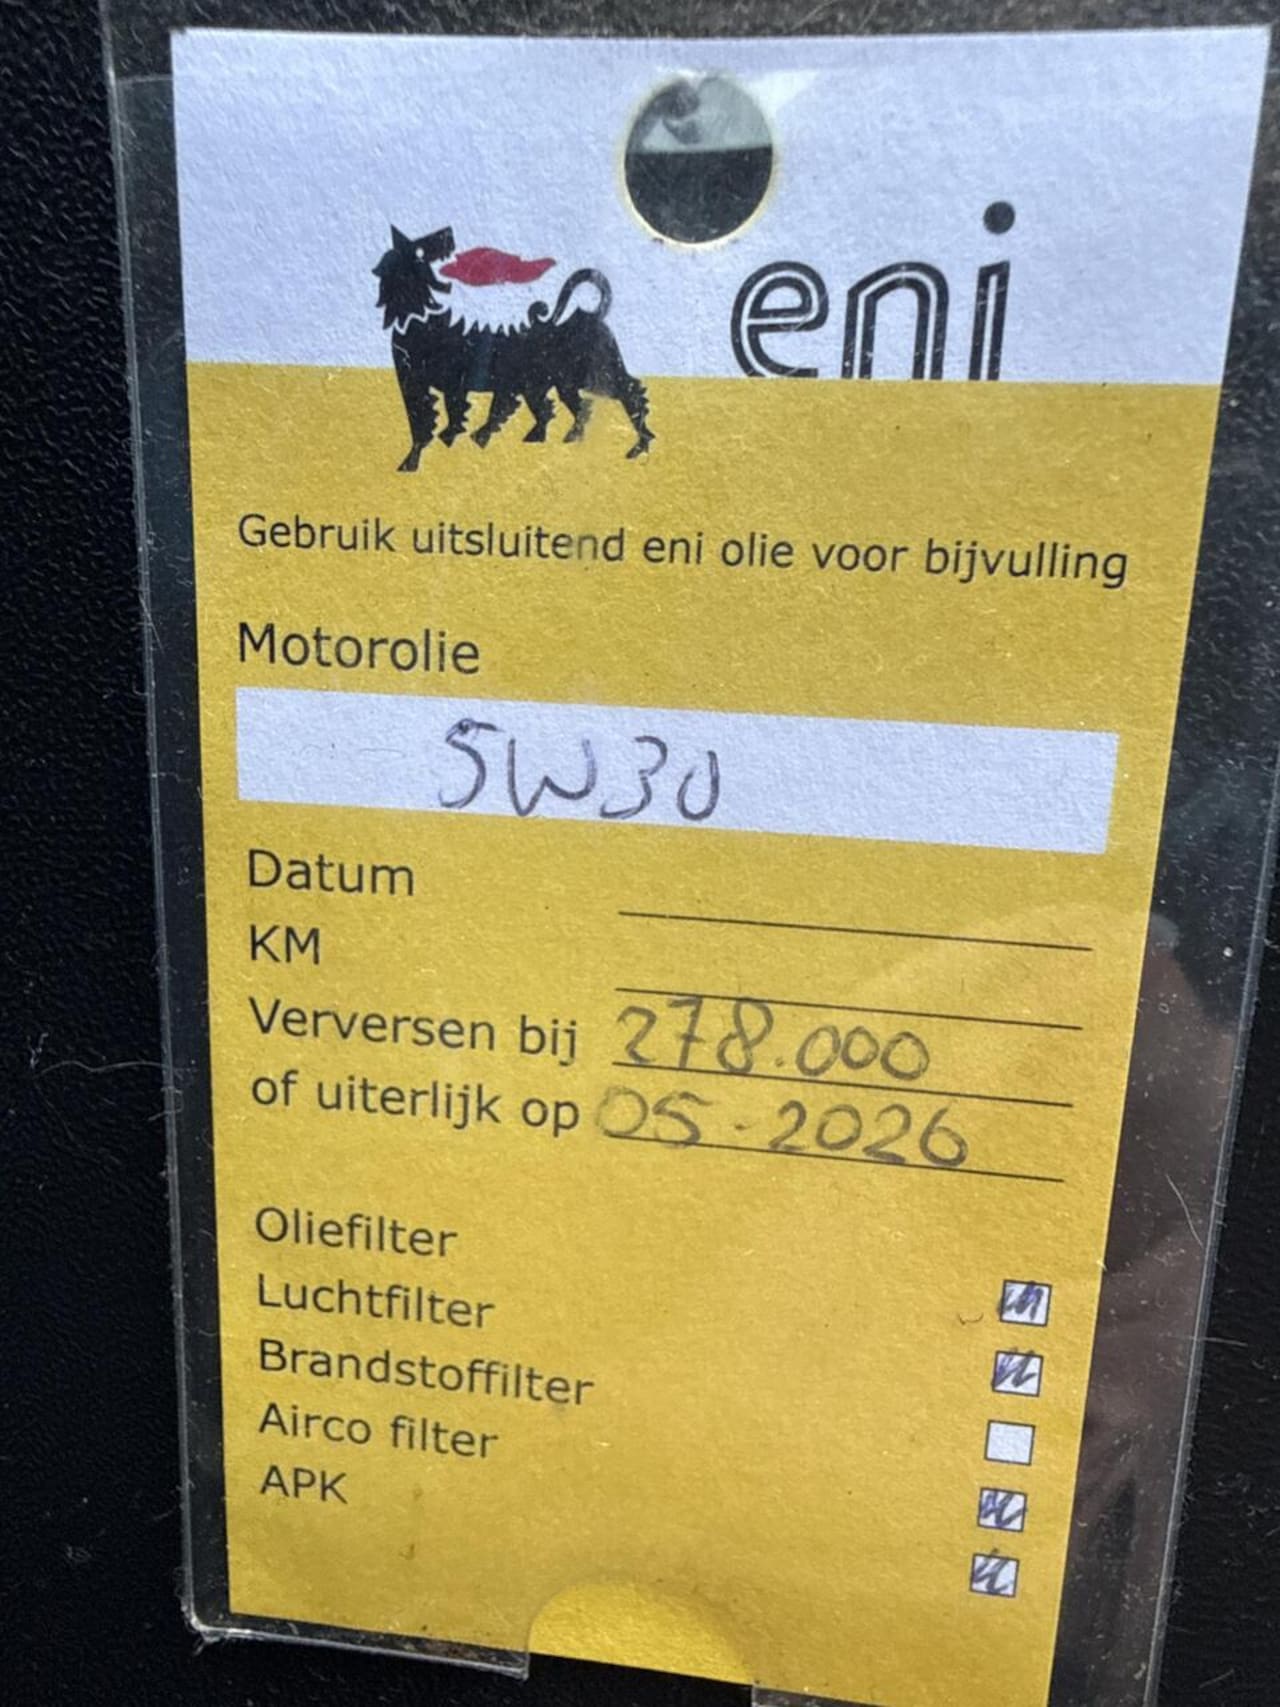 eni
Gebruik uitsluitend eni olie voor bijvulling
Motorolie
5W30
Datum
KM
Verversen bij 278.000
of uiterlijk op 05-2026
Oliefilter
Luchtfilter
Brandstoffilter
Airco filter
APK